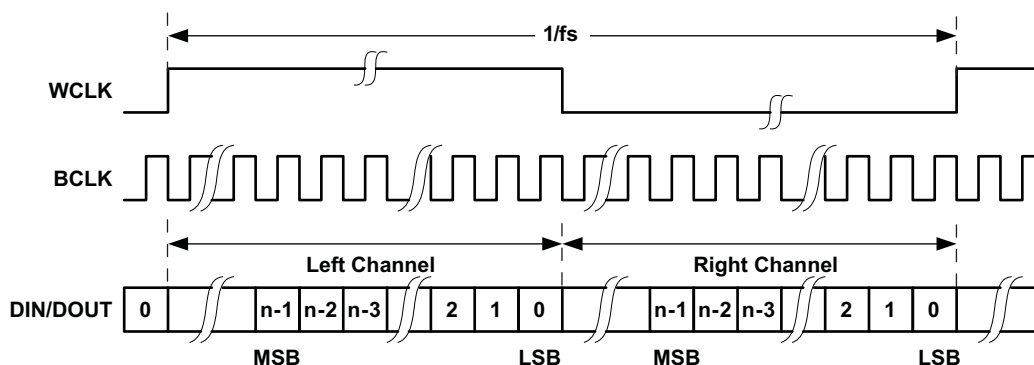 1/fs
WCLK
BCLK
Left Channel Right Channel
DIN/DOUT 0 n-1 n-2 n-3 2 1 0 n-1 n-2 n-3 2 1 0
MSB LSB MSB LSB